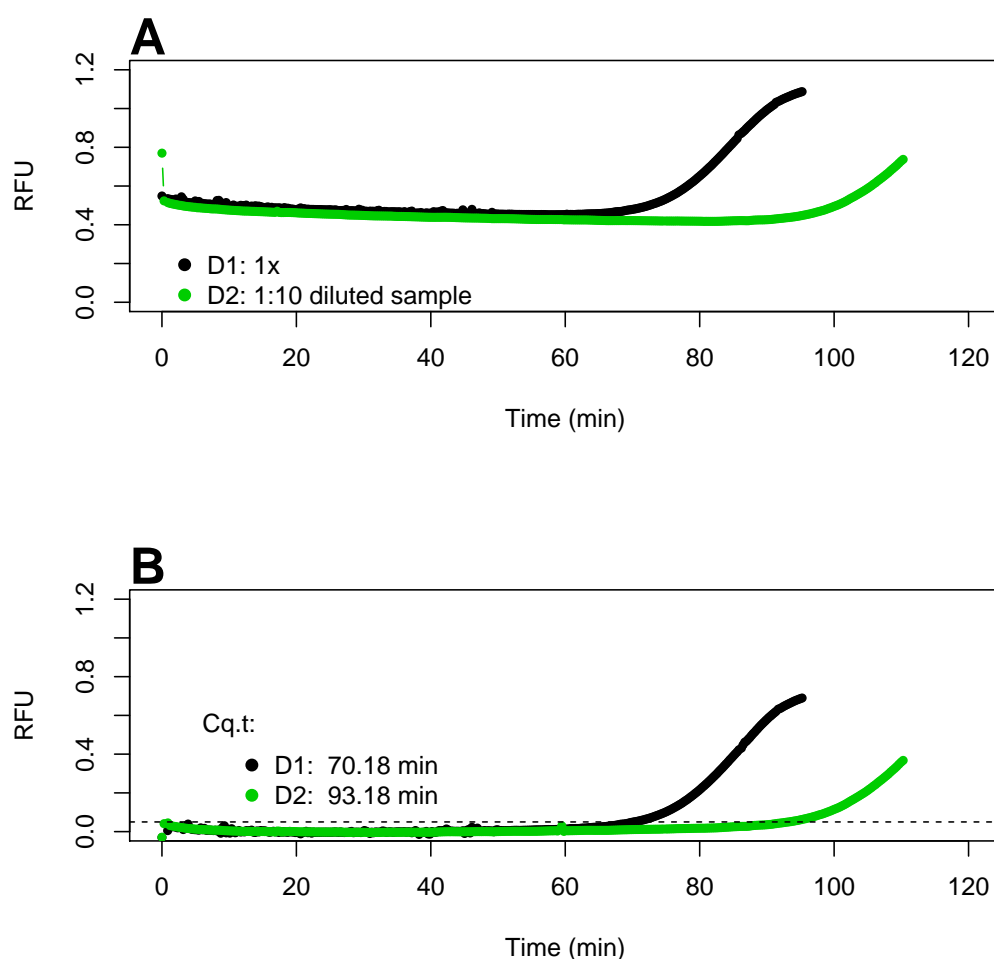 A
1.2
0.8
0.4
0.0
RFU
D1: 1x
D2: 1:10 diluted sample
0 20 40 60 80 100 120
Time (min)
B
1.2
0.8
0.4
0.0
RFU
Cq.t:
D1: 70.18 min
D2: 93.18 min
0 20 40 60 80 100 120
Time (min)